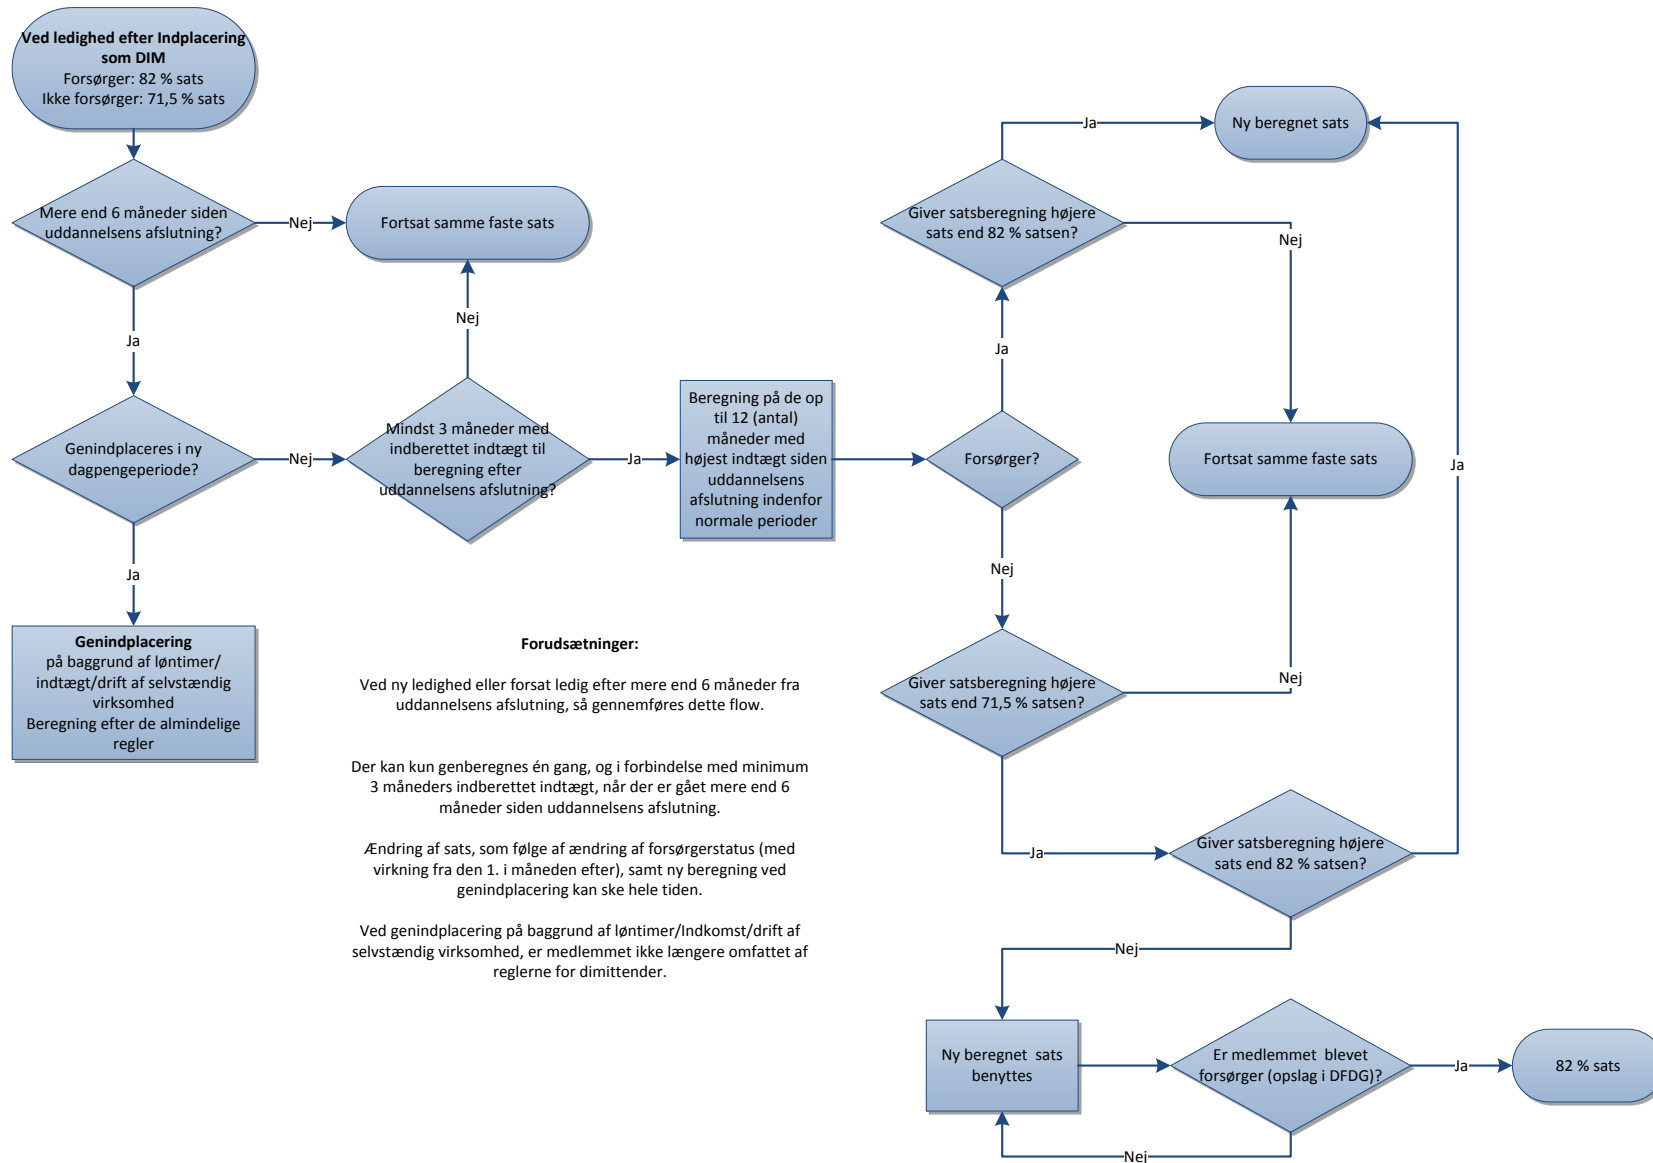 Ved ledighed efter Indplacering
som DIM
Forsørger: 82 % sats
Ikke forsørger: 71,5 % sats
Mere end 6 måneder siden
uddannelsens afslutning?
Nej
Fortsat samme faste sats
Ja
Genindplaceres i ny
dagpengeperiode?
Nej
Mindst 3 måneder med
indberettet indtægt til
beregning efter
uddannelsens afslutning?
Nej
Ja
Beregning på de op
til 12 (antal)
måneder med
højest indtægt siden
uddannelsens
afslutning indenfor
normale perioder
Ja
Genindplacering
på baggrund af løntimer/
indtægt/drift af selvstændig
virksomhed
Beregning efter de almindelige
regler
Forsørger?
Ja
Giver satsberegning højere
sats end 82 % satsen?
Ja
Ny beregnet sats
Nej
Fortsat samme faste sats
Nej
Giver satsberegning højere
sats end 71,5 % satsen?
Nej
Ja
Giver satsberegning højere
sats end 82 % satsen?
Ja
Nej
Ny beregnet sats
benyttes
Er medlemmet blevet
forsørger (opslag i DFDG)?
Ja
82 % sats
Nej
Forudsætninger:
Ved ny ledighed eller forsat ledig efter mere end 6 måneder fra
uddannelsens afslutning, så gennemføres dette flow.
Der kan kun genberegnes én gang, og i forbindelse med minimum
3 måneders indberettet indtægt, når der er gået mere end 6
måneder siden uddannelsens afslutning.
Ændring af sats, som følge af ændring af forsørgerstatus (med
virkning fra den 1. i måneden efter), samt ny beregning ved
genindplacering kan ske hele tiden.
Ved genindplacering på baggrund af løntimer/Indkomst/drift af
selvstændig virksomhed, er medlemmet ikke længere omfattet af
reglerne for dimittender.